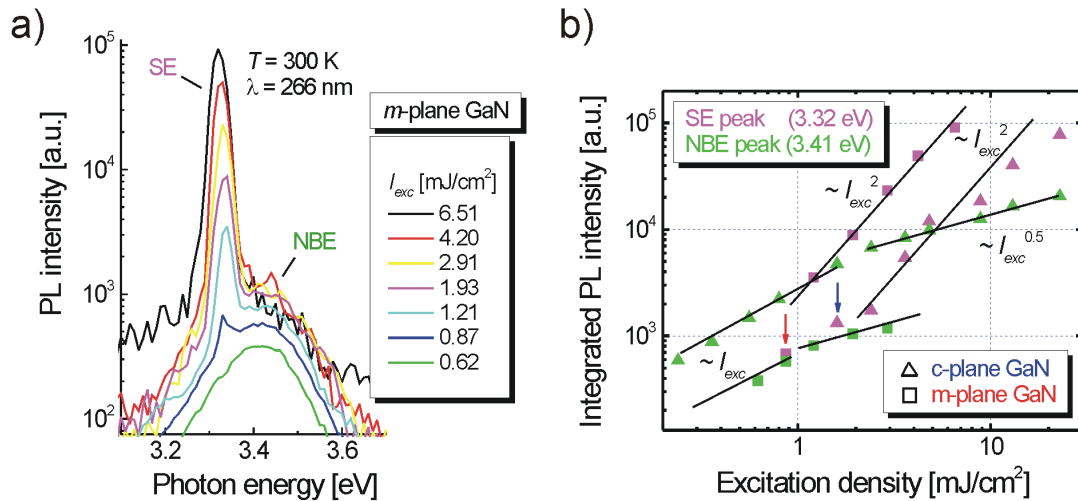 a)
SE
T = 300 K
λ = 266 nm
m-plane GaN
I_exc [mJ/cm²]
6.51
4.20
2.91
1.93
1.21
0.87
0.62
NBE
PL intensity [a.u.]
10⁵
10⁴
10³
10²
3.2 3.4 3.6
Photon energy [eV]
b)
SE peak (3.32 eV)
NBE peak (3.41 eV)
~ I_exc²
~ I_exc²
~ I_exc^0.5
~ I_exc
c-plane GaN
m-plane GaN
Integrated PL intensity [a.u.]
10⁵
10⁴
10³
1 10
Excitation density [mJ/cm²]